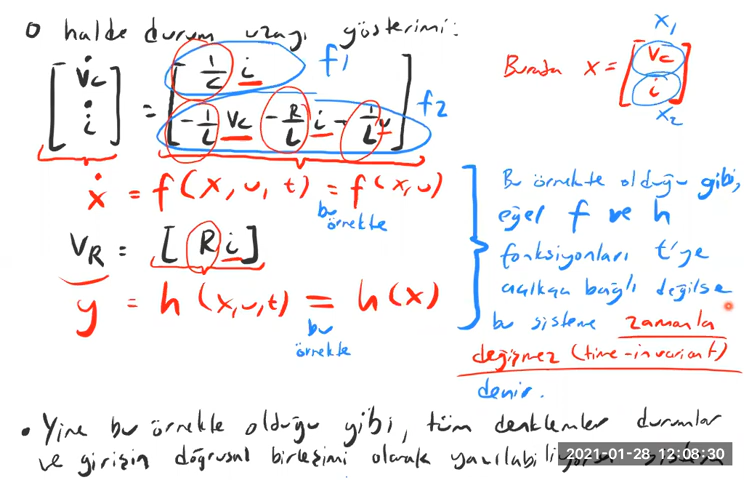 O halde durum uzayı gösterimi:
[ v̇c ; i̇ ] = [ 1/C i ; -1/L Vc - R/L i - 1/L u ]
f1
f2
Burada x = [ Vc ; i ]
x1
x2
ẋ = f(x, u, t) = f(x, u)
bu örnekte
VR = [ R i ]
y = h(x, u, t) = h(x)
bu örnekte
Bu örnekte olduğu gibi,
eğer f ve h
fonksiyonları t'ye
açıkça bağlı değilse
bu sisteme zamanla
değişmez (time-invariant)
denir.
• Yine bu örnekte olduğu gibi, tüm denklemler durumlar
ve girişin doğrusal birleşimi olarak
2021-01-28 12:08:30